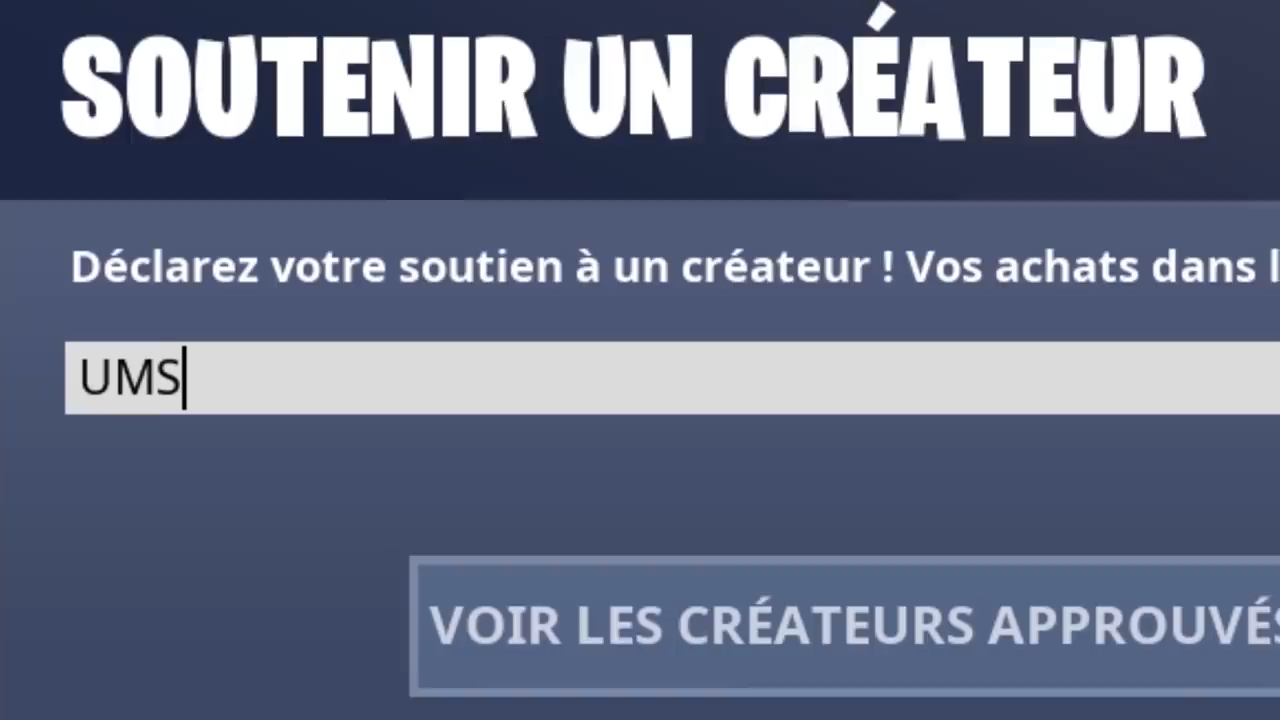 SOUTENIR UN CRÉATEUR
Déclarez votre soutien à un créateur ! Vos achats dans l
UMS
VOIR LES CRÉATEURS APPROUVÉS